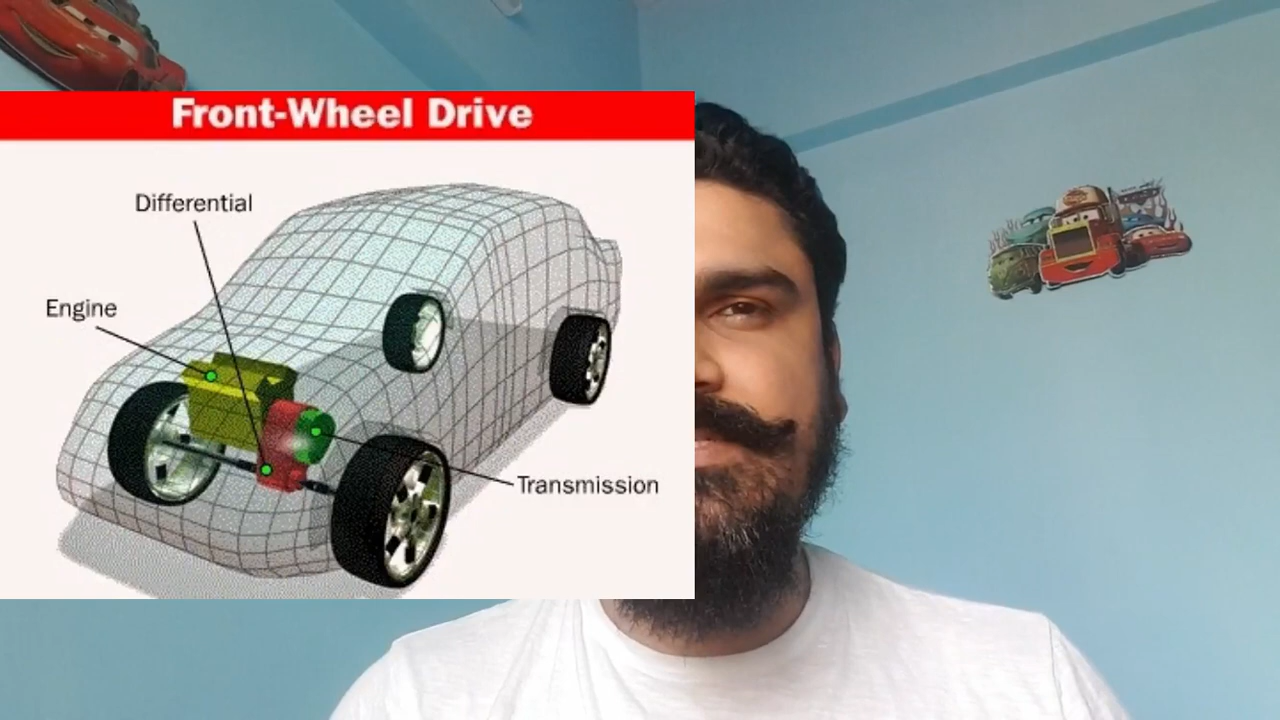 Front-Wheel Drive
Differential
Engine
Transmission